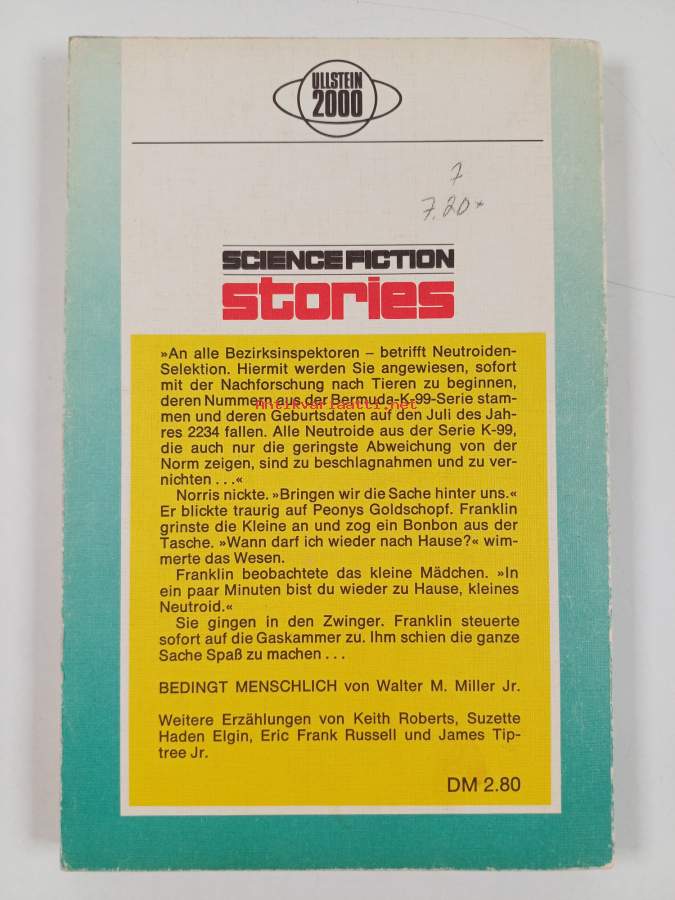 ULLSTEIN
2000
7
7.20*
SCIENCE FICTION
stories
»An alle Bezirksinspektoren – betrifft Neutroiden-
Selektion. Hiermit werden Sie angewiesen, sofort
mit der Nachforschung nach Tieren zu beginnen,
deren Nummern aus der Bermuda-K-99-Serie stam-
antikvariaatti.net
men und deren Geburtsdaten auf den Juli des Jah-
res 2234 fallen. Alle Neutroide aus der Serie K-99,
die auch nur die geringste Abweichung von der
Norm zeigen, sind zu beschlagnahmen und zu ver-
nichten . . .«
Norris nickte. »Bringen wir die Sache hinter uns.«
Er blickte traurig auf Peonys Goldschopf. Franklin
grinste die Kleine an und zog ein Bonbon aus der
Tasche. »Wann darf ich wieder nach Hause?« wim-
merte das Wesen.
Franklin beobachtete das kleine Mädchen. »In
ein paar Minuten bist du wieder zu Hause, kleines
Neutroid.«
Sie gingen in den Zwinger. Franklin steuerte
sofort auf die Gaskammer zu. Ihm schien die ganze
Sache Spaß zu machen . . .
BEDINGT MENSCHLICH von Walter M. Miller Jr.
Weitere Erzählungen von Keith Roberts, Suzette
Haden Elgin, Eric Frank Russell und James Tip-
tree Jr.
DM 2.80